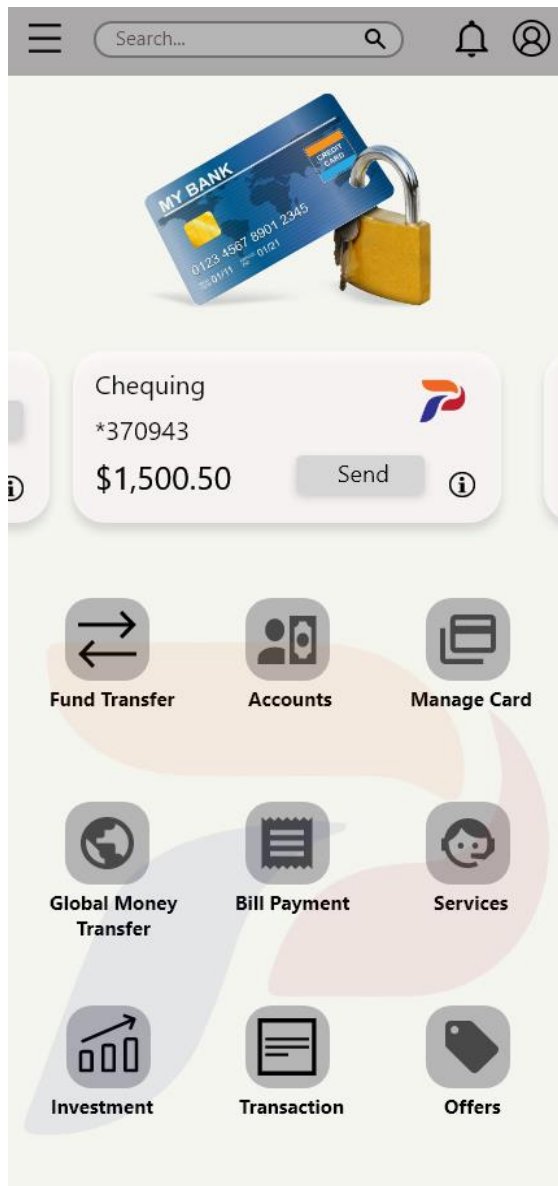 Search...
MY BANK
CREDIT
CARD
0123 4567 8901 2345
01/11 01/21
Chequing
*370943
$1,500.50
Send
Fund Transfer
Accounts
Manage Card
Global Money
Transfer
Bill Payment
Services
Investment
Transaction
Offers